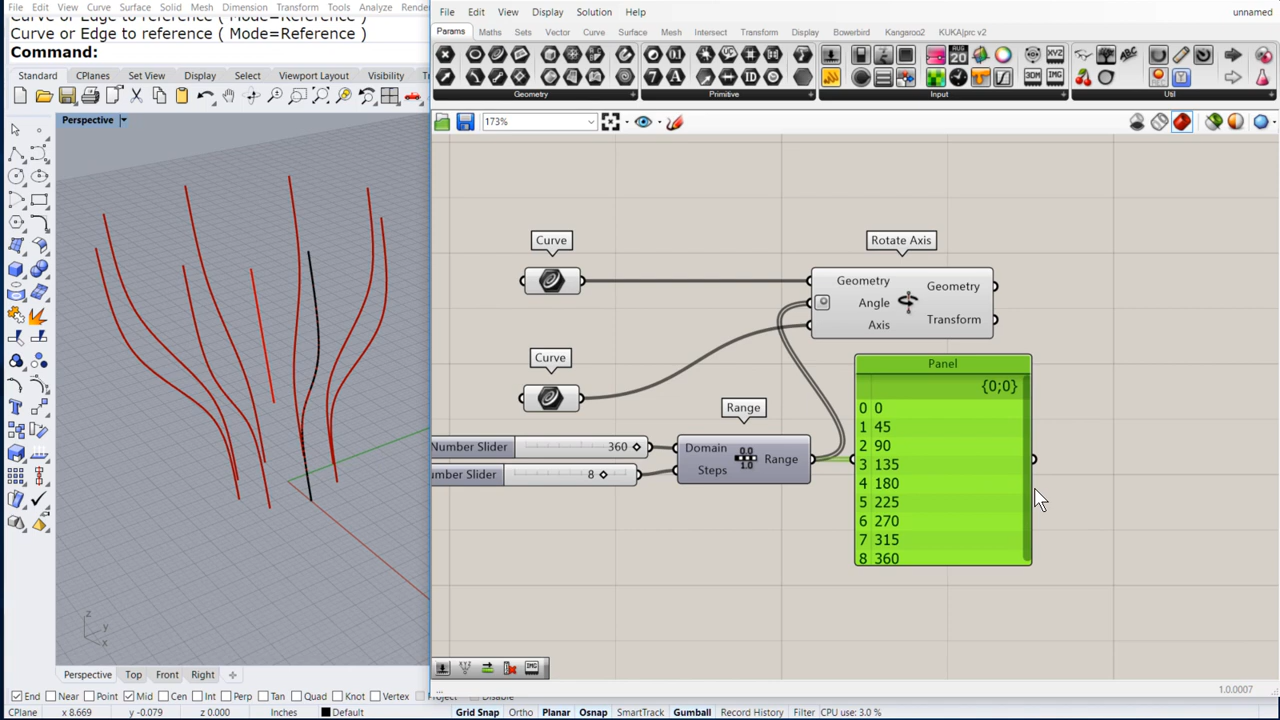 File Edit View Curve Surface Solid Mesh Dimension Transform Tools Analyze Render
Curve or Edge to reference ( Mode=Reference )
Curve or Edge to reference ( Mode=Reference )
Command:
Standard CPlanes Set View Display Select Viewport Layout Visibility
Perspective
Perspective Top Front Right
End Near Point Mid Cen Int Perp Tan Quad Knot Vertex Project Disable
CPlane x 8.669 y -0.079 z 0.000 Inches Default Grid Snap Ortho Planar Osnap SmartTrack Gumball Record History Filter CPU use: 3.0 %
z
y
x
File Edit View Display Solution Help unnamed
Params Maths Sets Vector Curve Surface Mesh Intersect Transform Display Bowerbird Kangaroo2 KUKA|prc v2
Geometry Primitive Input Util
173%
Curve
Rotate Axis
Geometry
Angle
Axis
Geometry
Transform
Curve
Range
Number Slider 360
umber Slider 8
Domain
Steps
Range
Panel
{0;0}
0 0
1 45
2 90
3 135
4 180
5 225
6 270
7 315
8 360
...
1.0.0007